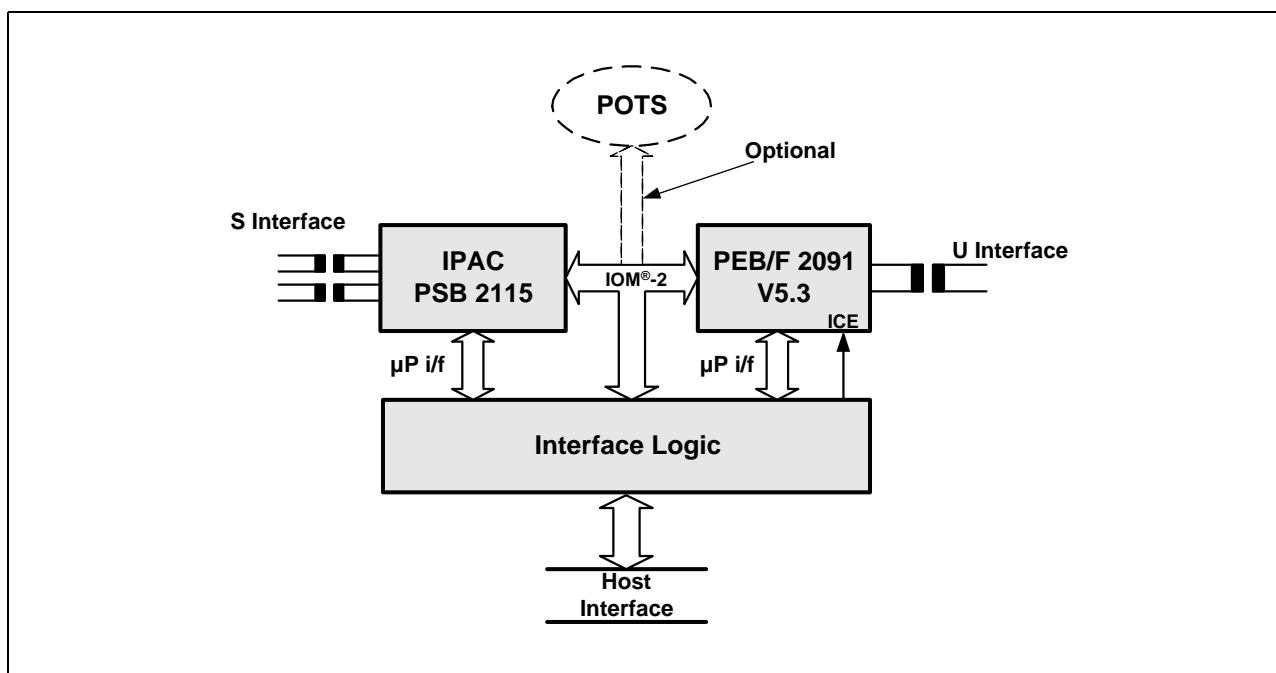 POTS
Optional
S Interface
IPAC
PSB 2115
IOM®-2
PEB/F 2091
V5.3
ICE
U Interface
µP i/f
µP i/f
Interface Logic
Host
Interface